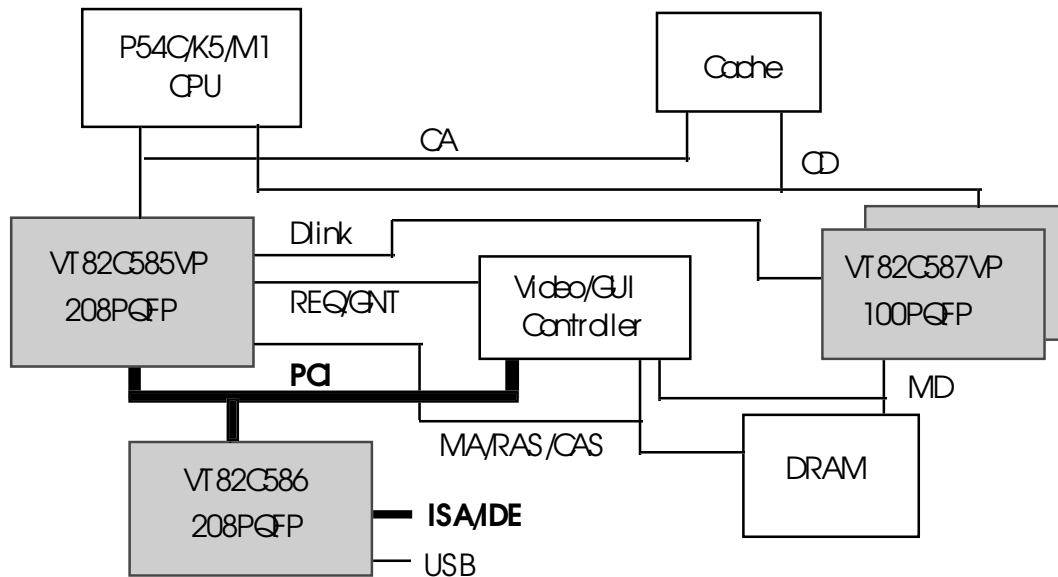 P54C/K5/M1
CPU
Cache
CA
CD
Dlink
VT82C585VP
208PQFP
REQ/GNT
Video/GUI
Controller
VT82C587VP
100PQFP
PCI
MD
MA/RAS/CAS
DRAM
VT82C586
208PQFP
ISA/IDE
USB